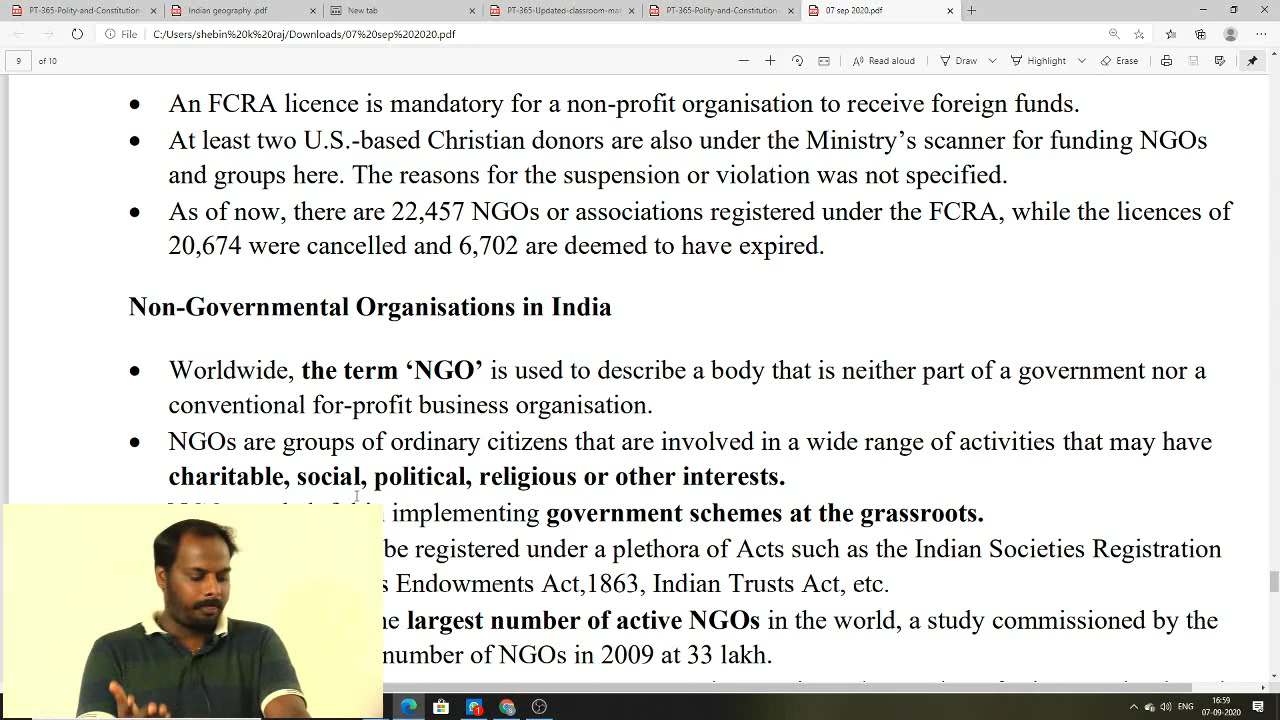 PT-365-Polity-and-Constitution-
Indian geography .pdf
New tab
PT-365-Updated-classroom-mat
PT-365-Polity-and-Constitution-
07 sep 2020.pdf
File
C:/Users/shebin%20k%20raj/Downloads/07%20sep%202020.pdf
9 of 10
Read aloud
Draw
Highlight
Erase
• An FCRA licence is mandatory for a non-profit organisation to receive foreign funds.
• At least two U.S.-based Christian donors are also under the Ministry’s scanner for funding NGOs
and groups here. The reasons for the suspension or violation was not specified.
• As of now, there are 22,457 NGOs or associations registered under the FCRA, while the licences of
20,674 were cancelled and 6,702 are deemed to have expired.
Non-Governmental Organisations in India
• Worldwide, the term ‘NGO’ is used to describe a body that is neither part of a government nor a
conventional for-profit business organisation.
• NGOs are groups of ordinary citizens that are involved in a wide range of activities that may have
charitable, social, political, religious or other interests.
implementing government schemes at the grassroots.
be registered under a plethora of Acts such as the Indian Societies Registration
s Endowments Act,1863, Indian Trusts Act, etc.
largest number of active NGOs in the world, a study commissioned by the
number of NGOs in 2009 at 33 lakh.
1
ENG
16:59
07-09-2020